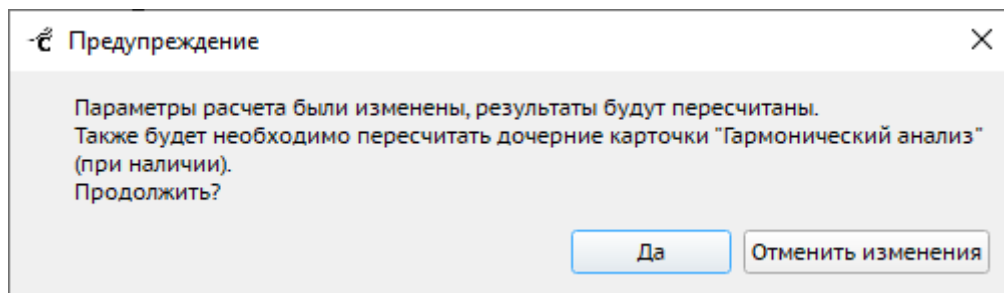 Предупреждение
Параметры расчета были изменены, результаты будут пересчитаны.
Также будет необходимо пересчитать дочерние карточки "Гармонический анализ"
(при наличии).
Продолжить?
Да
Отменить изменения